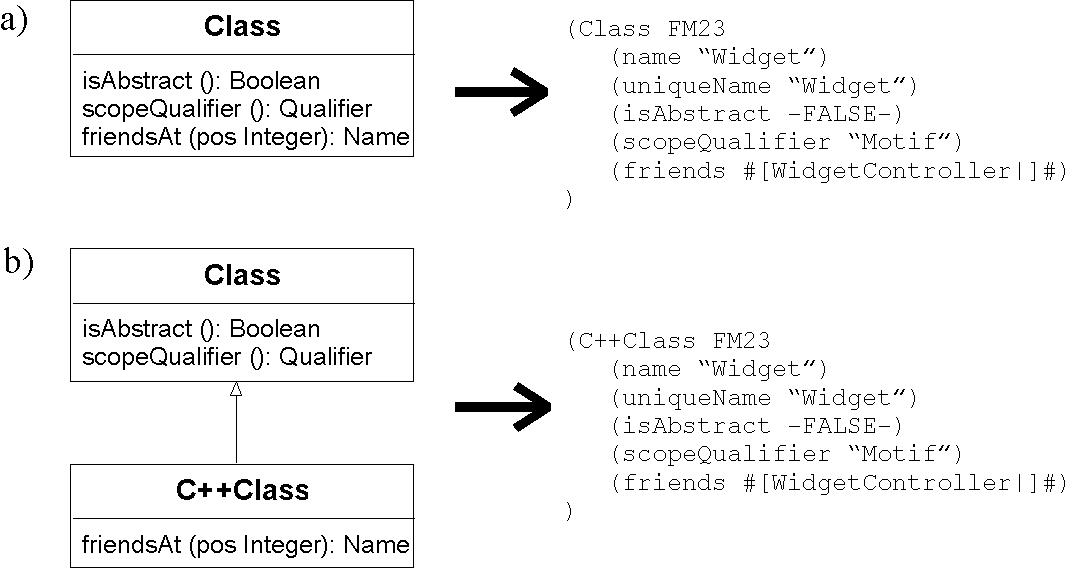 a)
Class
isAbstract (): Boolean
scopeQualifier (): Qualifier
friendsAt (pos Integer): Name
(Class FM23
(name “Widget”)
(uniqueName “Widget”)
(isAbstract -FALSE-)
(scopeQualifier “Motif”)
(friends #[WidgetController|]#)
)
b)
Class
isAbstract (): Boolean
scopeQualifier (): Qualifier
C++Class
friendsAt (pos Integer): Name
(C++Class FM23
(name “Widget”)
(uniqueName “Widget”)
(isAbstract -FALSE-)
(scopeQualifier “Motif”)
(friends #[WidgetController|]#)
)